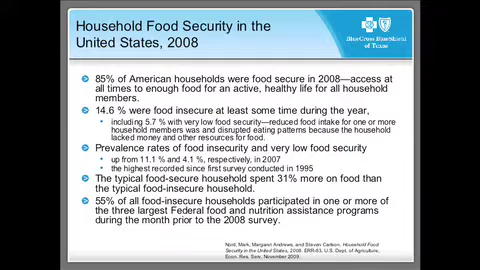 Household Food Security in the
United States, 2008
BlueCross BlueShield
of Texas
85% of American households were food secure in 2008—access at
all times to enough food for an active, healthy life for all household
members.
14.6 % were food insecure at least some time during the year,
including 5.7 % with very low food security—reduced food intake for one or more
household members was and disrupted eating patterns because the household
lacked money and other resources for food.
Prevalence rates of food insecurity and very low food security
up from 11.1 % and 4.1 %, respectively, in 2007
the highest recorded since first survey conducted in 1995
The typical food-secure household spent 31% more on food than
the typical food-insecure household.
55% of all food-insecure households participated in one or more of
the three largest Federal food and nutrition assistance programs
during the month prior to the 2008 survey.
Nord, Mark, Margaret Andrews, and Steven Carlson. Household Food
Security in the United States, 2008. ERR-83, U.S. Dept. of Agriculture,
Econ. Res. Serv. November 2009.